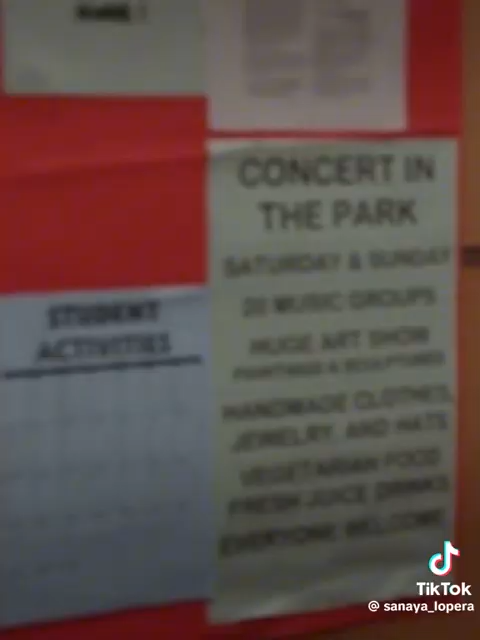 CONCERT IN
THE PARK
SATURDAY & SUNDAY
20 MUSIC GROUPS
HUGE ART SHOW
PAINTINGS & SCULPTURES
HANDMADE CLOTHES,
JEWELRY, AND HATS
VEGETARIAN FOOD
FRESH JUICE DRINKS
EVERYONE WELCOME
STUDENT
ACTIVITIES
TikTok
@ sanaya_lopera